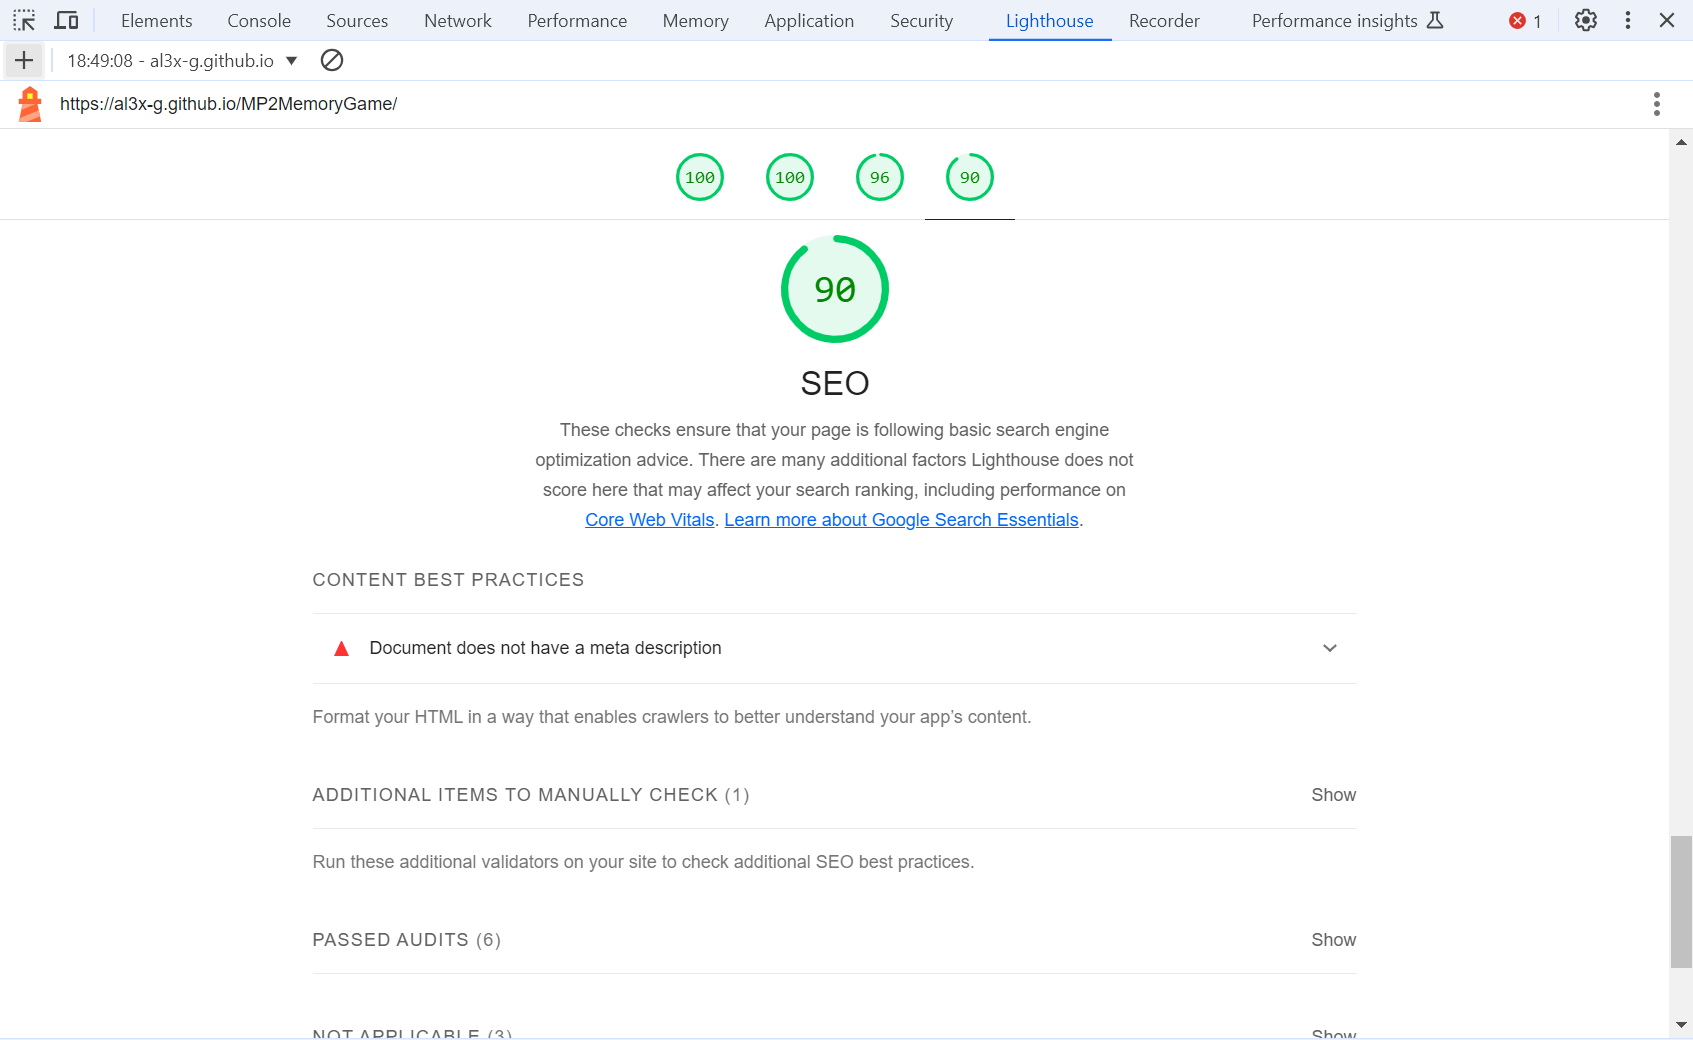 Elements Console Sources Network Performance Memory Application Security Lighthouse Recorder Performance insights 1
18:49:08 - al3x-g.github.io
https://al3x-g.github.io/MP2MemoryGame/
100 100 96 90
90
SEO
These checks ensure that your page is following basic search engine
optimization advice. There are many additional factors Lighthouse does not
score here that may affect your search ranking, including performance on
Core Web Vitals. Learn more about Google Search Essentials.
CONTENT BEST PRACTICES
Document does not have a meta description
Format your HTML in a way that enables crawlers to better understand your app’s content.
ADDITIONAL ITEMS TO MANUALLY CHECK (1) Show
Run these additional validators on your site to check additional SEO best practices.
PASSED AUDITS (6) Show
NOT APPLICABLE (3) Show